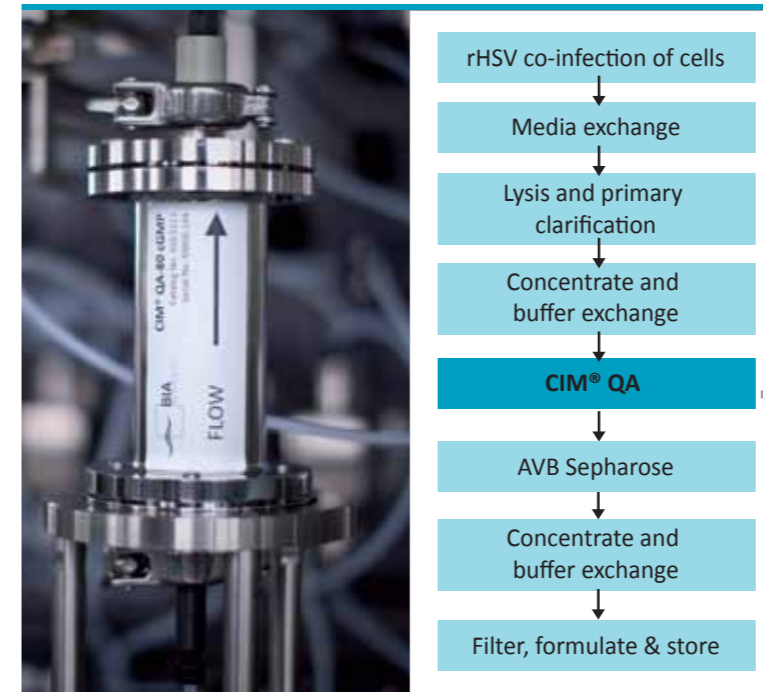 CIM® QA-80 cGMP
BIA
FLOW
rHSV co-infection of cells
Media exchange
Lysis and primary
clarification
Concentrate and
buffer exchange
CIM® QA
AVB Sepharose
Concentrate and
buffer exchange
Filter, formulate & store